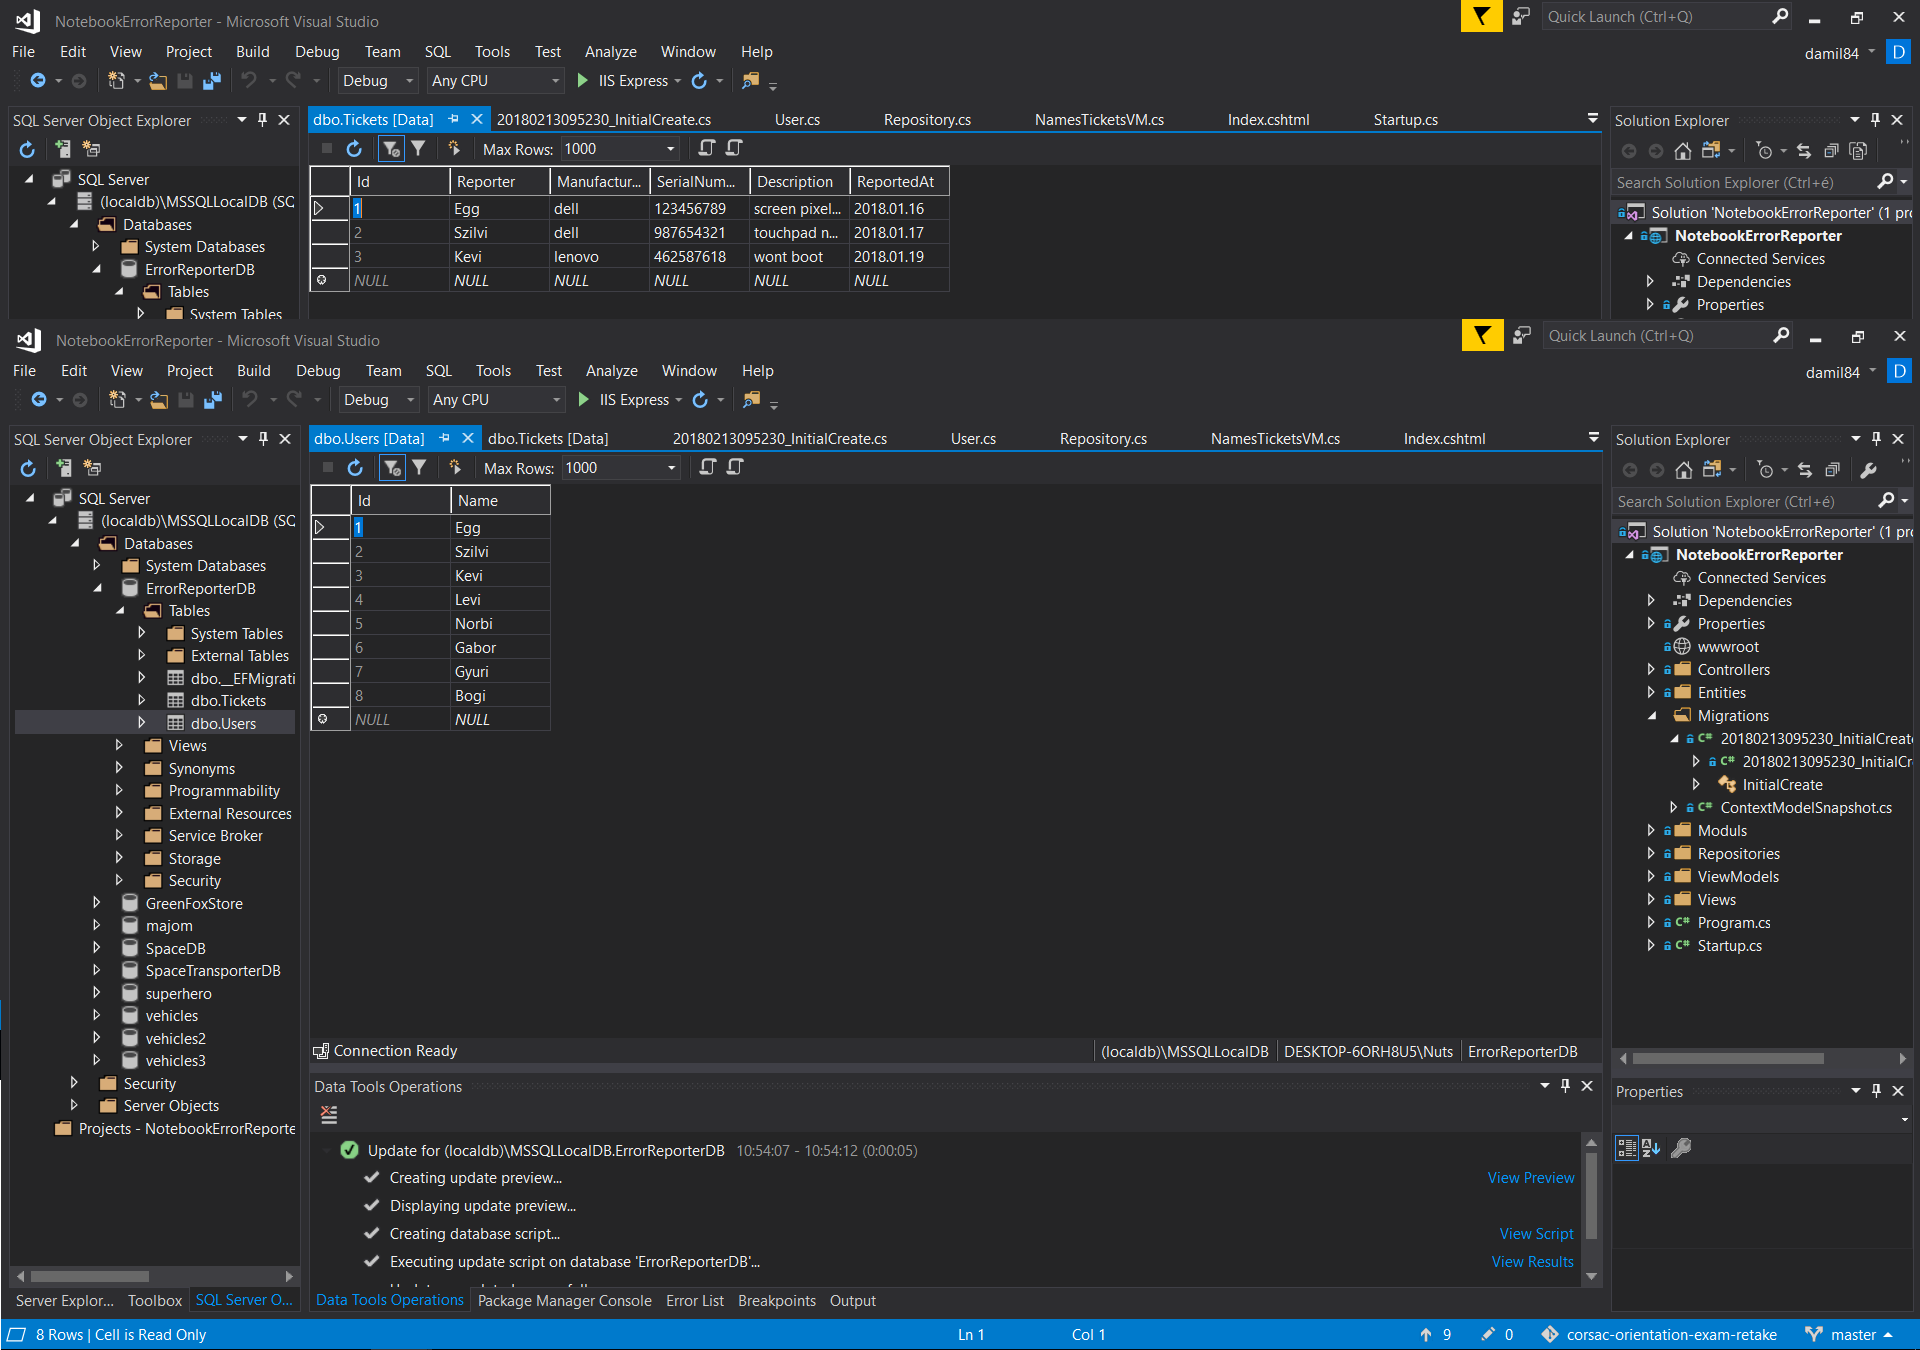 NotebookErrorReporter - Microsoft Visual Studio
Quick Launch (Ctrl+Q)
File Edit View Project Build Debug Team SQL Tools Test Analyze Window Help
damil84 D
Debug Any CPU IIS Express
SQL Server Object Explorer
dbo.Tickets [Data] 20180213095230_InitialCreate.cs User.cs Repository.cs NamesTicketsVM.cs Index.cshtml Startup.cs
Solution Explorer
Max Rows: 1000
SQL Server
(localdb)\MSSQLLocalDB (SQ
Databases
System Databases
ErrorReporterDB
Tables
System Tables
Id Reporter Manufactur... SerialNum... Description ReportedAt
1 Egg dell 123456789 screen pixel... 2018.01.16
2 Szilvi dell 987654321 touchpad n... 2018.01.17
3 Kevi lenovo 462587618 wont boot 2018.01.19
NULL NULL NULL NULL NULL NULL
Search Solution Explorer (Ctrl+é)
Solution 'NotebookErrorReporter' (1 pr
NotebookErrorReporter
Connected Services
Dependencies
Properties
NotebookErrorReporter - Microsoft Visual Studio
Quick Launch (Ctrl+Q)
File Edit View Project Build Debug Team SQL Tools Test Analyze Window Help
damil84 D
Debug Any CPU IIS Express
SQL Server Object Explorer
dbo.Users [Data] dbo.Tickets [Data] 20180213095230_InitialCreate.cs User.cs Repository.cs NamesTicketsVM.cs Index.cshtml
Solution Explorer
Max Rows: 1000
SQL Server
(localdb)\MSSQLLocalDB (SQ
Databases
System Databases
ErrorReporterDB
Tables
System Tables
External Tables
dbo.__EFMigrati
dbo.Tickets
dbo.Users
Views
Synonyms
Programmability
External Resources
Service Broker
Storage
Security
GreenFoxStore
majom
SpaceDB
SpaceTransporterDB
superhero
vehicles
vehicles2
vehicles3
Security
Server Objects
Projects - NotebookErrorReporte
Id Name
1 Egg
2 Szilvi
3 Kevi
4 Levi
5 Norbi
6 Gabor
7 Gyuri
8 Bogi
NULL NULL
Search Solution Explorer (Ctrl+é)
Solution 'NotebookErrorReporter' (1 pr
NotebookErrorReporter
Connected Services
Dependencies
Properties
wwwroot
Controllers
Entities
Migrations
C# 20180213095230_InitialCreat
C# 20180213095230_InitialCr
InitialCreate
C# ContextModelSnapshot.cs
Moduls
Repositories
ViewModels
Views
C# Program.cs
C# Startup.cs
Connection Ready (localdb)\MSSQLLocalDB DESKTOP-6ORH8U5\Nuts ErrorReporterDB
Data Tools Operations
Properties
Update for (localdb)\MSSQLLocalDB.ErrorReporterDB 10:54:07 - 10:54:12 (0:00:05)
Creating update preview... View Preview
Displaying update preview...
Creating database script... View Script
Executing update script on database 'ErrorReporterDB'... View Results
Server Explor... Toolbox SQL Server O... Data Tools Operations Package Manager Console Error List Breakpoints Output
8 Rows | Cell is Read Only Ln 1 Col 1 9 0 corsac-orientation-exam-retake master